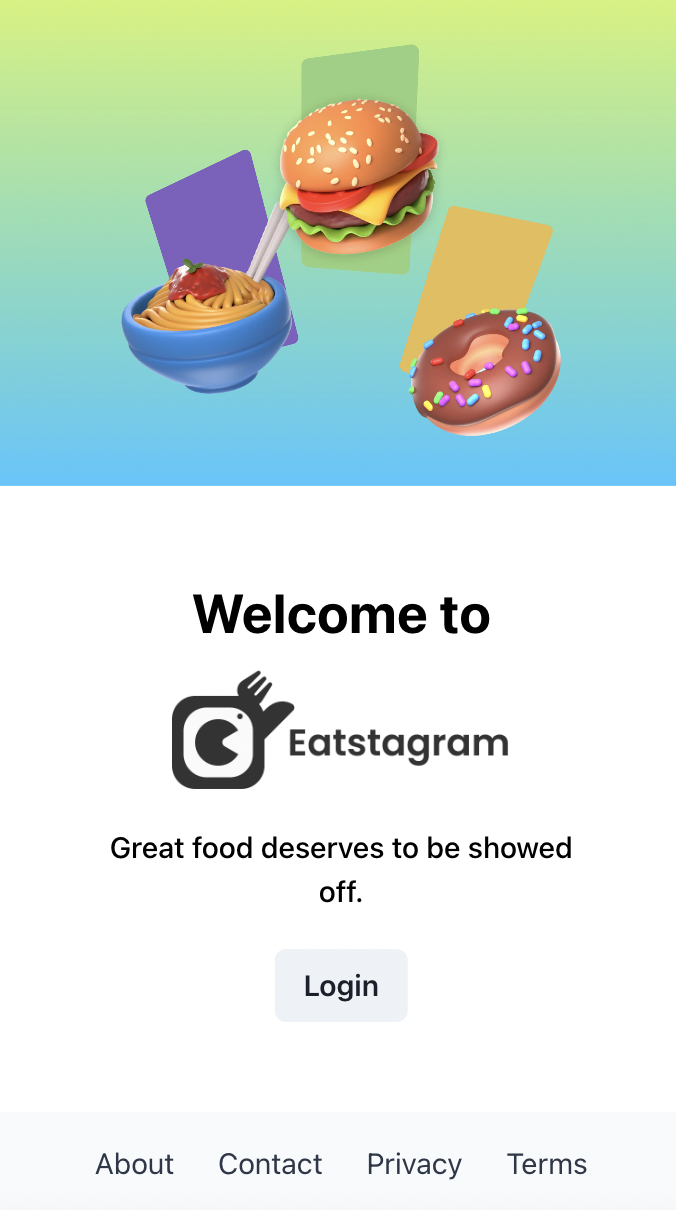 Welcome to
Eatstagram
Great food deserves to be showed
off.
Login
About Contact Privacy Terms